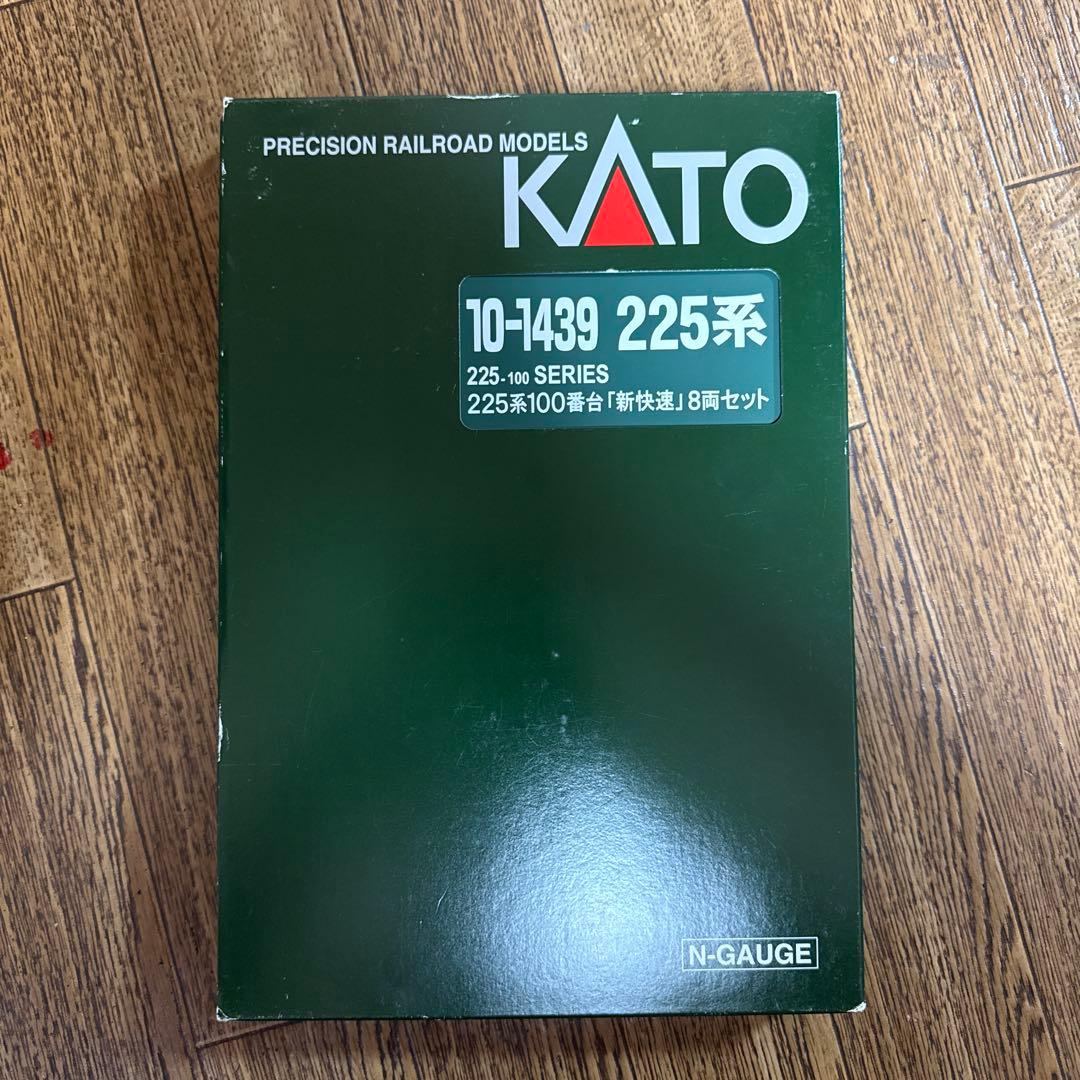 PRECISION RAILROAD MODELS
KATO
10-1439 225系
225-100 SERIES
225系100番台「新快速」8両セット
N-GAUGE